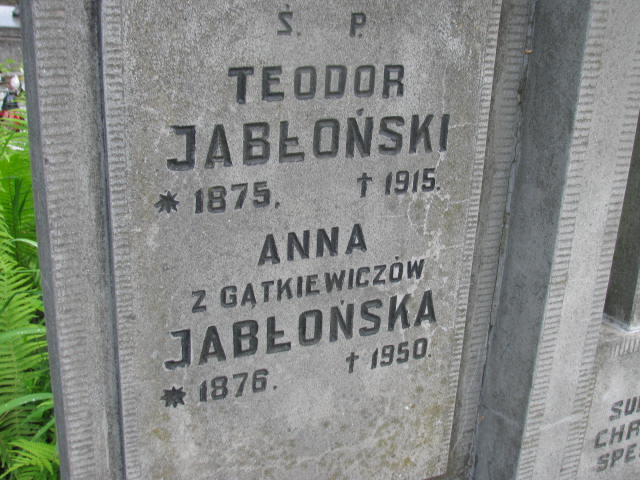 Ś. P.
TEODOR
JABŁOŃSKI
* 1875. † 1915.
ANNA
Z GĄTKIEWICZÓW
JABŁOŃSKA
* 1876. † 1950.